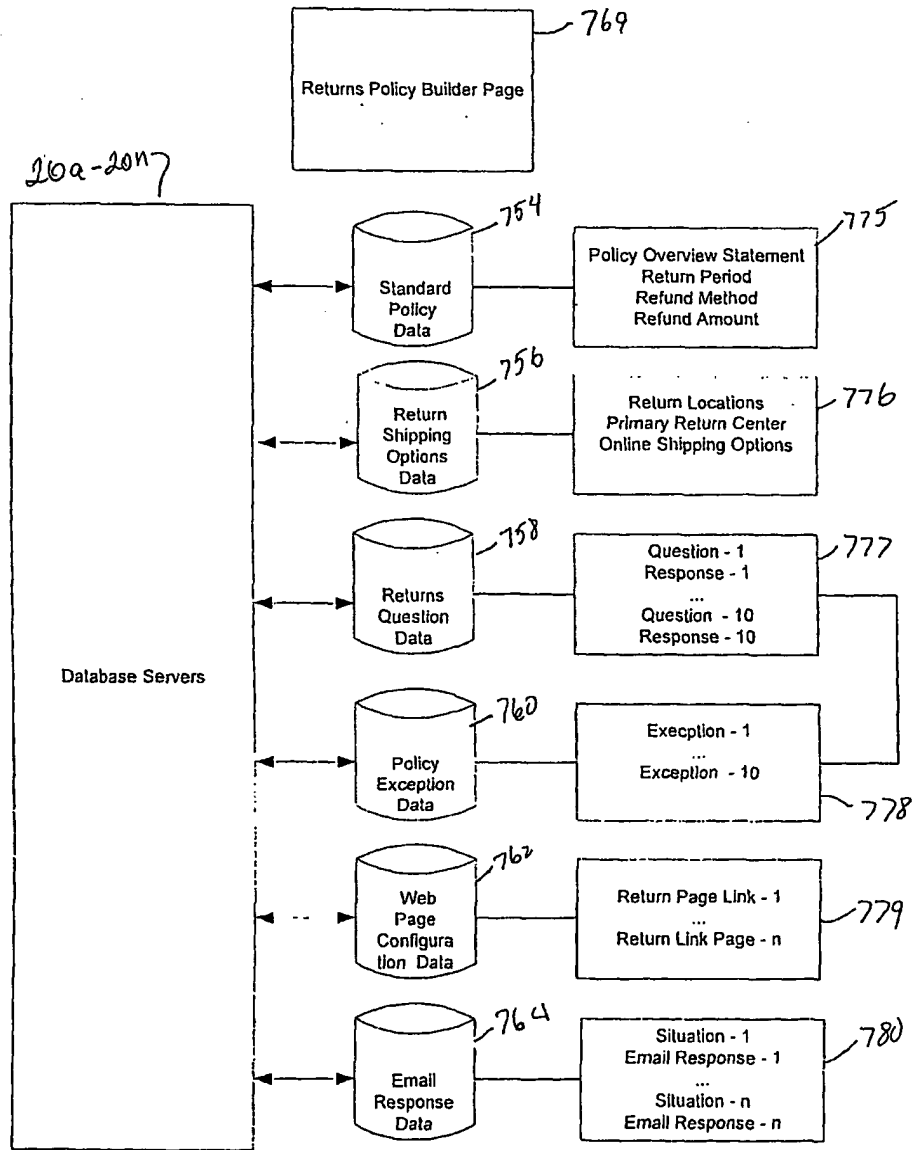 769
Returns Policy Builder Page
20a-20n
Database Servers
754
Standard
Policy
Data
775
Policy Overview Statement
Return Period
Refund Method
Refund Amount
756
Return
Shipping
Options
Data
776
Return Locations
Primary Return Center
Online Shipping Options
758
Returns
Question
Data
777
Question - 1
Response - 1
...
Question - 10
Response - 10
760
Policy
Exception
Data
Execption - 1
...
Exception - 10
778
762
Web
Page
Configura
tion Data
Return Page Link - 1
...
Return Link Page - n
779
764
Email
Response
Data
Situation - 1
Email Response - 1
...
Situation - n
Email Response - n
780